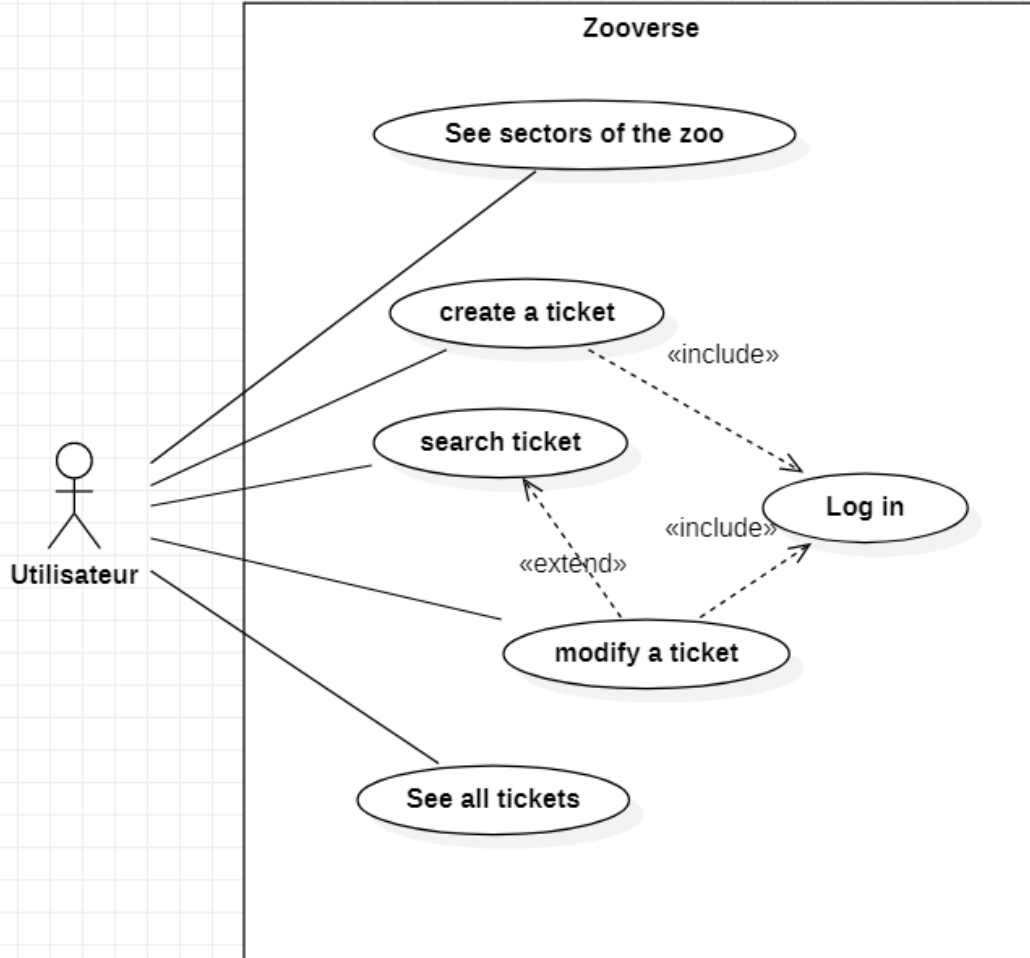 Zooverse
See sectors of the zoo
create a ticket
«include»
search ticket
Log in
«include»
«extend»
Utilisateur
modify a ticket
See all tickets